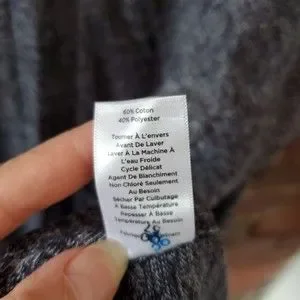 60% Coton
40% Polyester
Tourner À L'envers
Avant De Laver
Laver À La Machine À
L'eau Froide
Cycle Délicat
Agent De Blanchiment
Non Chloré Seulement
Au Besoin
Séchar Par Culbutage
À Basse Température
Repasser À Basse
Température Au Besoin